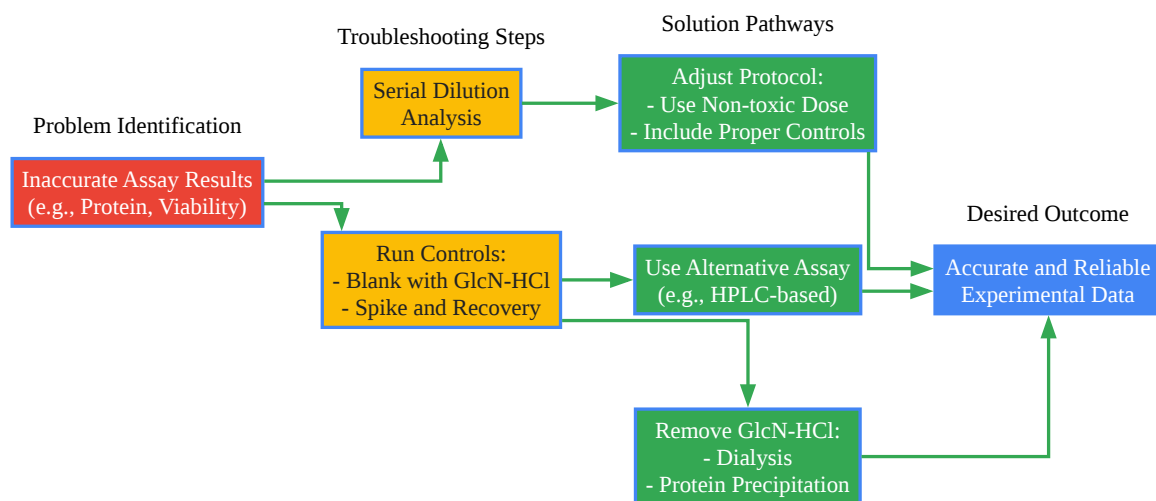 Solution Pathways
Troubleshooting Steps
Serial Dilution
Analysis
Adjust Protocol:
- Use Non-toxic Dose
- Include Proper Controls
Problem Identification
Inaccurate Assay Results
(e.g., Protein, Viability)
Run Controls:
- Blank with GlcN-HCl
- Spike and Recovery
Use Alternative Assay
(e.g., HPLC-based)
Desired Outcome
Accurate and Reliable
Experimental Data
Remove GlcN-HCl:
- Dialysis
- Protein Precipitation